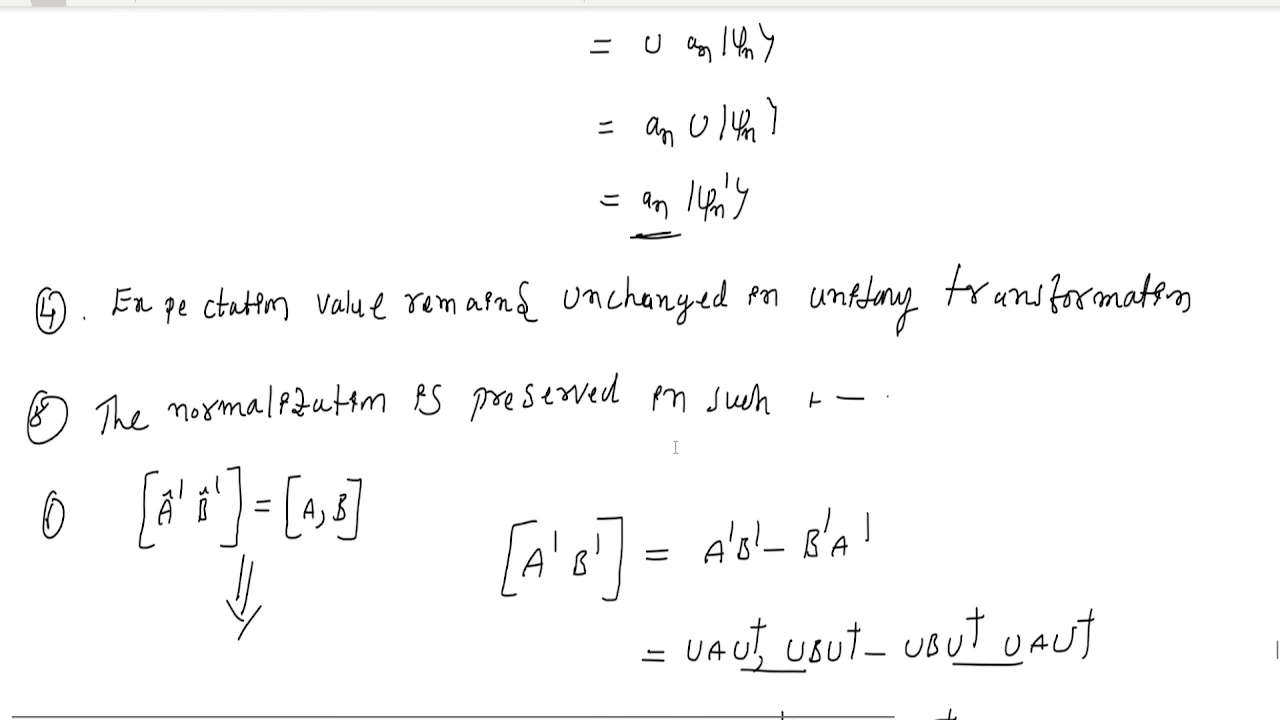 = U aₙ |ψₙ⟩
= aₙ U |ψₙ⟩
= aₙ |ψₙ'⟩
④. Expectation value remains unchanged in unitary transformation
⑤ The normalization is preserved in such t —.
⑥ [Â' B̂'] = [A, B]
[A' B'] = A'B' - B'A'
= UAU†, UBU† - UBU† UAU†